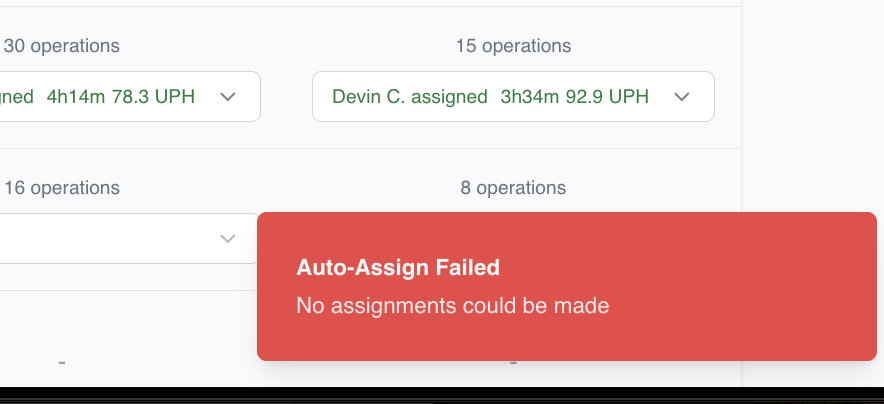 30 operations
15 operations
4h14m 78.3 UPH
Devin C. assigned 3h34m 92.9 UPH
16 operations
8 operations
Auto-Assign Failed
No assignments could be made
-
-